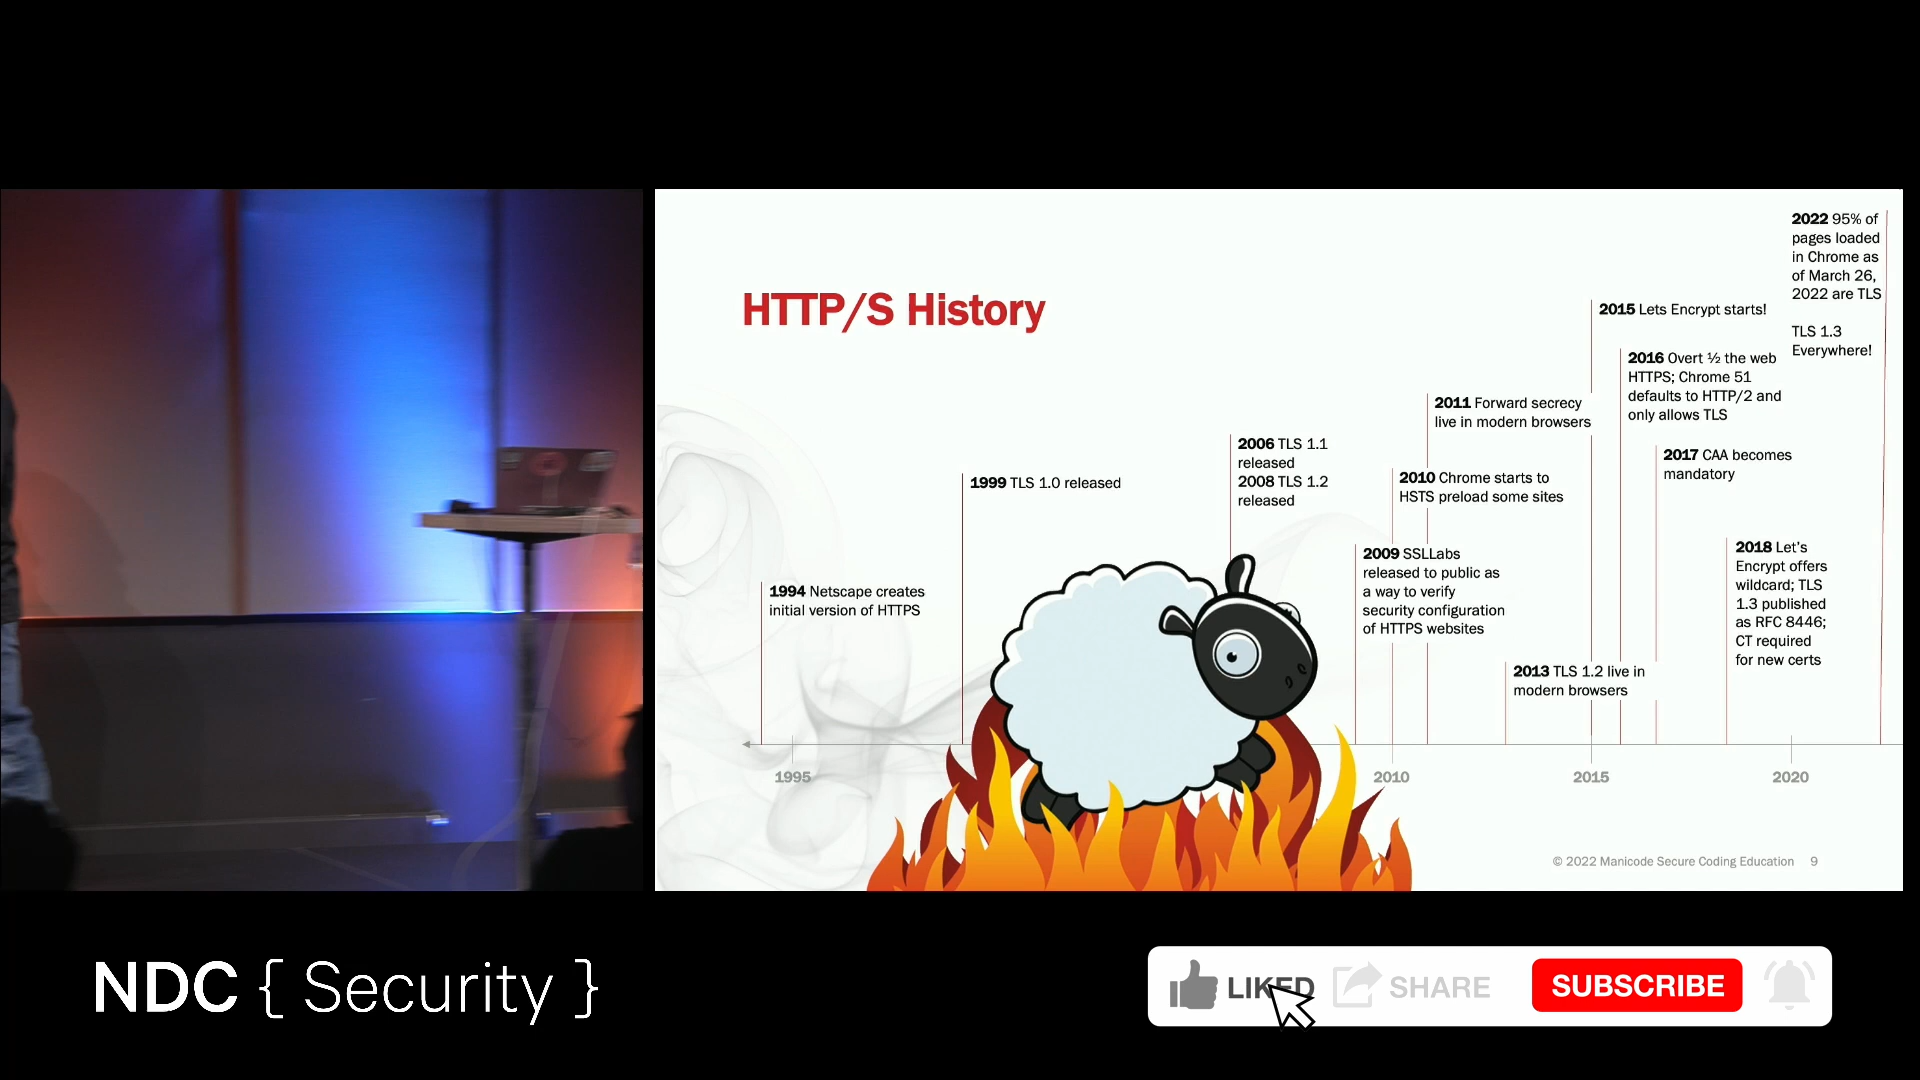 HTTP/S History
1994 Netscape creates
initial version of HTTPS
1999 TLS 1.0 released
2006 TLS 1.1
released
2008 TLS 1.2
released
2009 SSLLabs
released to public as
a way to verify
security configuration
of HTTPS websites
2010 Chrome starts to
HSTS preload some sites
2011 Forward secrecy
live in modern browsers
2013 TLS 1.2 live in
modern browsers
2015 Lets Encrypt starts!
2016 Overt ½ the web
HTTPS; Chrome 51
defaults to HTTP/2 and
only allows TLS
2017 CAA becomes
mandatory
2018 Let's
Encrypt offers
wildcard; TLS
1.3 published
as RFC 8446;
CT required
for new certs
2022 95% of
pages loaded
in Chrome as
of March 26,
2022 are TLS
TLS 1.3
Everywhere!
1995
2010
2015
2020
© 2022 Manicode Secure Coding Education 9
NDC { Security }
LIKED SHARE SUBSCRIBE